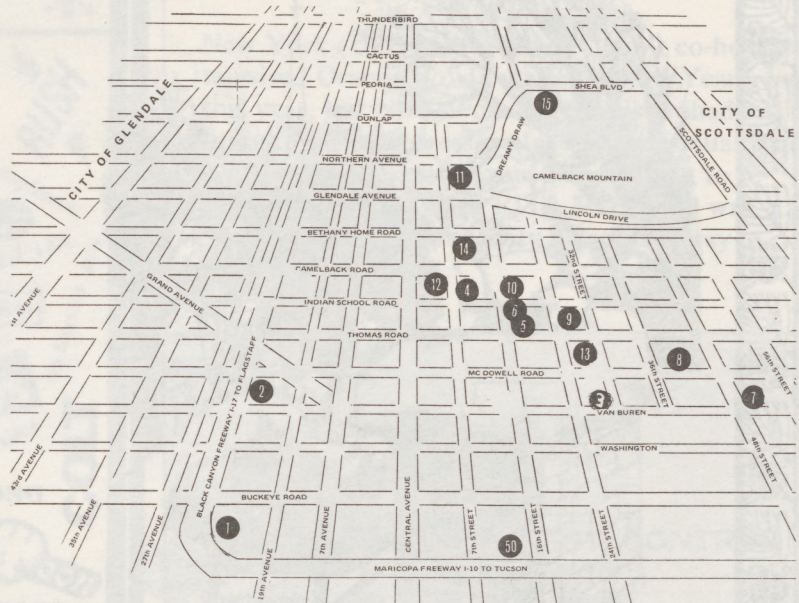 THUNDERBIRD
CACTUS
PEORIA
SHEA BLVD
15
DUNLAP
CITY OF GLENDALE
CITY OF
SCOTTSDALE
DREAMY DRAW
SCOTTSDALE ROAD
NORTHERN AVENUE
11
CAMELBACK MOUNTAIN
GLENDALE AVENUE
LINCOLN DRIVE
BETHANY HOME ROAD
14
32nd STREET
CAMELBACK ROAD
12
4
10
GRAND AVENUE
AVENUE
INDIAN SCHOOL ROAD
6
5
9
THOMAS ROAD
13
8
56th STREET
MC DOWELL ROAD
36th STREET
2
3
7
VAN BUREN
BLACK CANYON FREEWAY I-17 TO FLAGSTAFF
48th STREET
WASHINGTON
43rd AVENUE
BUCKEYE ROAD
1
35th AVENUE
27th AVENUE
19th AVENUE
7th AVENUE
CENTRAL AVENUE
7th STREET
50
16th STREET
24th STREET
MARICOPA FREEWAY I-10 TO TUCSON